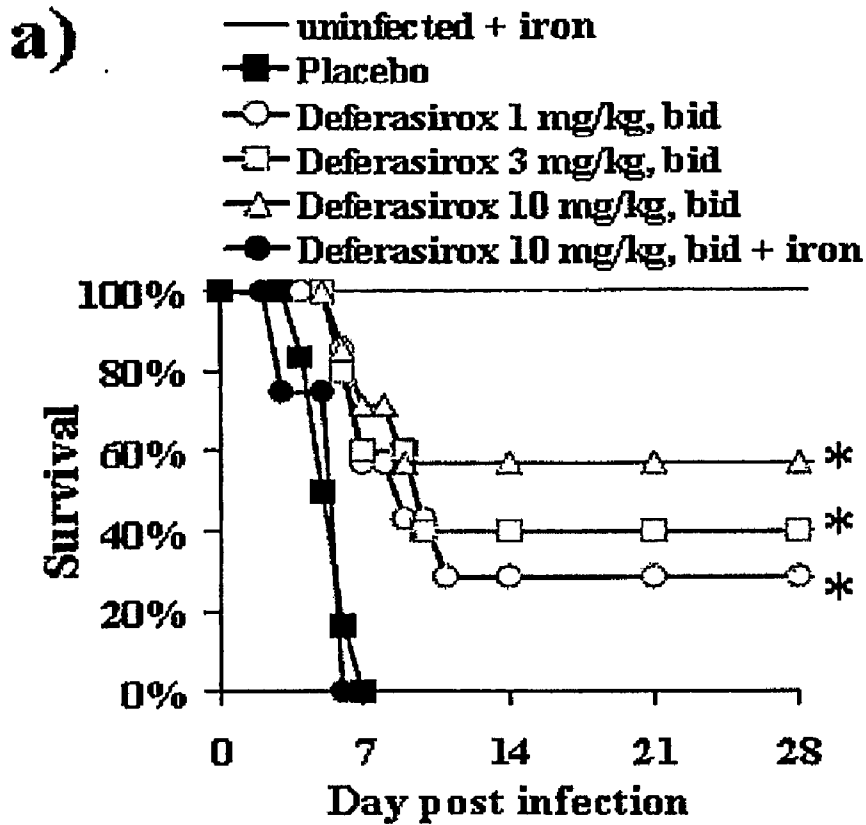 a)
uninfected + iron
Placebo
Deferasirox 1 mg/kg, bid
Deferasirox 3 mg/kg, bid
Deferasirox 10 mg/kg, bid
Deferasirox 10 mg/kg, bid + iron
100%
80%
60%
40%
20%
0%
Survival
*
*
*
0 7 14 21 28
Day post infection